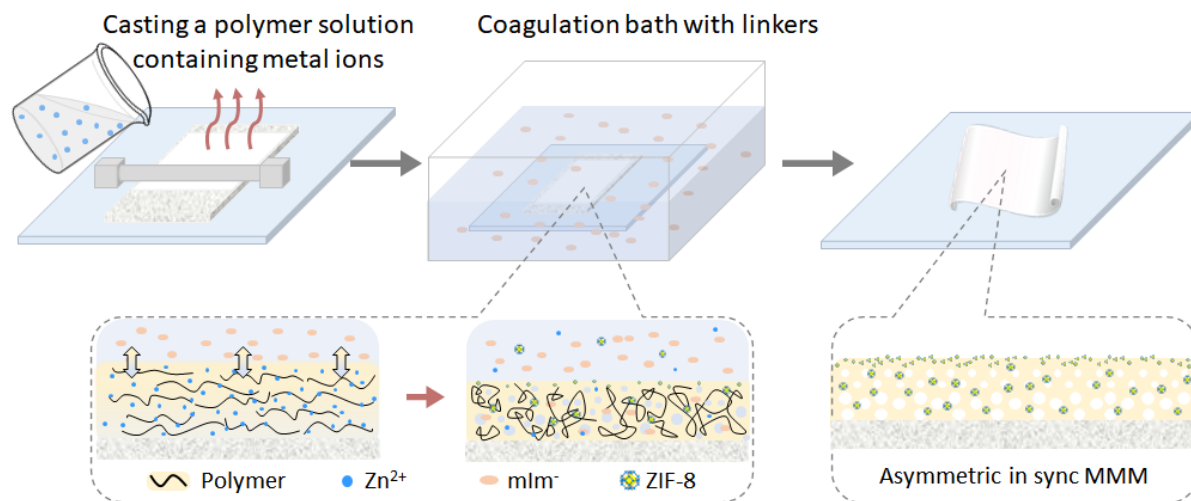 Casting a polymer solution
containing metal ions
Coagulation bath with linkers
Polymer
Zn²⁺
mIm⁻
ZIF-8
Asymmetric in sync MMM